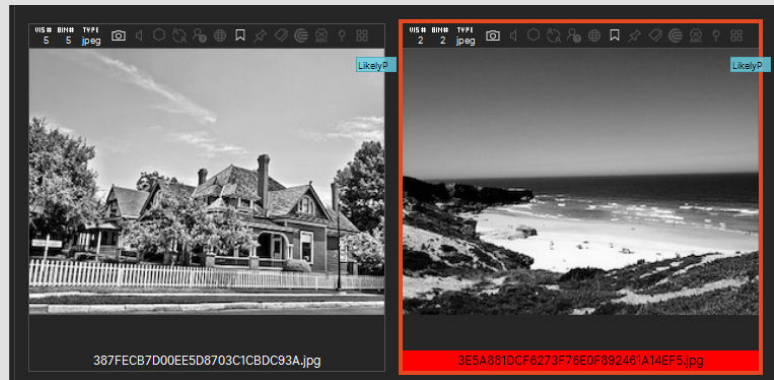 VIS# BIN# TYPE
5 5 jpeg
LikelyP
387FECB7D00EE5D8703C1CBDC93A.jpg
VIS# BIN# TYPE
2 2 jpeg
LikelyP
3E5A881DCF6273F76E0F892461A14EF5.jpg